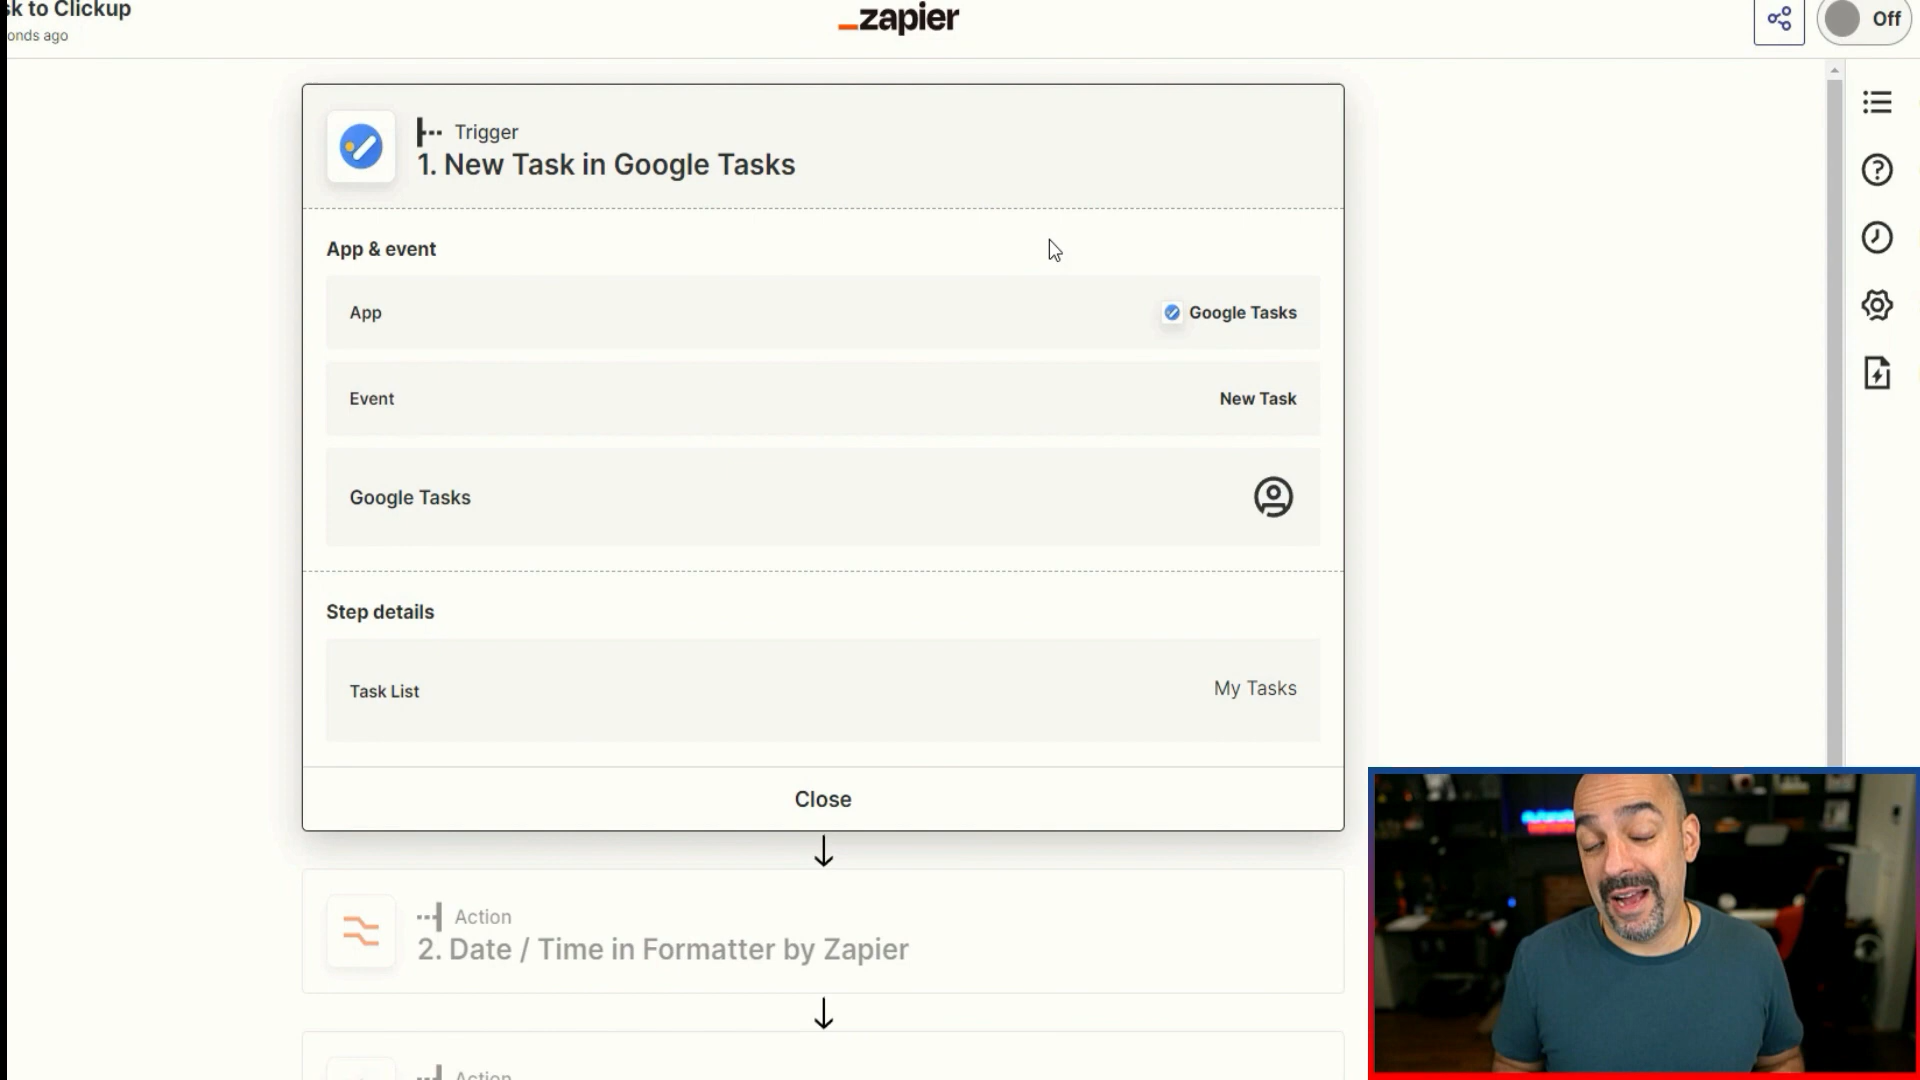 sk to Clickup
onds ago
zapier
Off
Trigger
1. New Task in Google Tasks
App & event
App
Google Tasks
Event
New Task
Google Tasks
Step details
Task List
My Tasks
Close
Action
2. Date / Time in Formatter by Zapier
Action